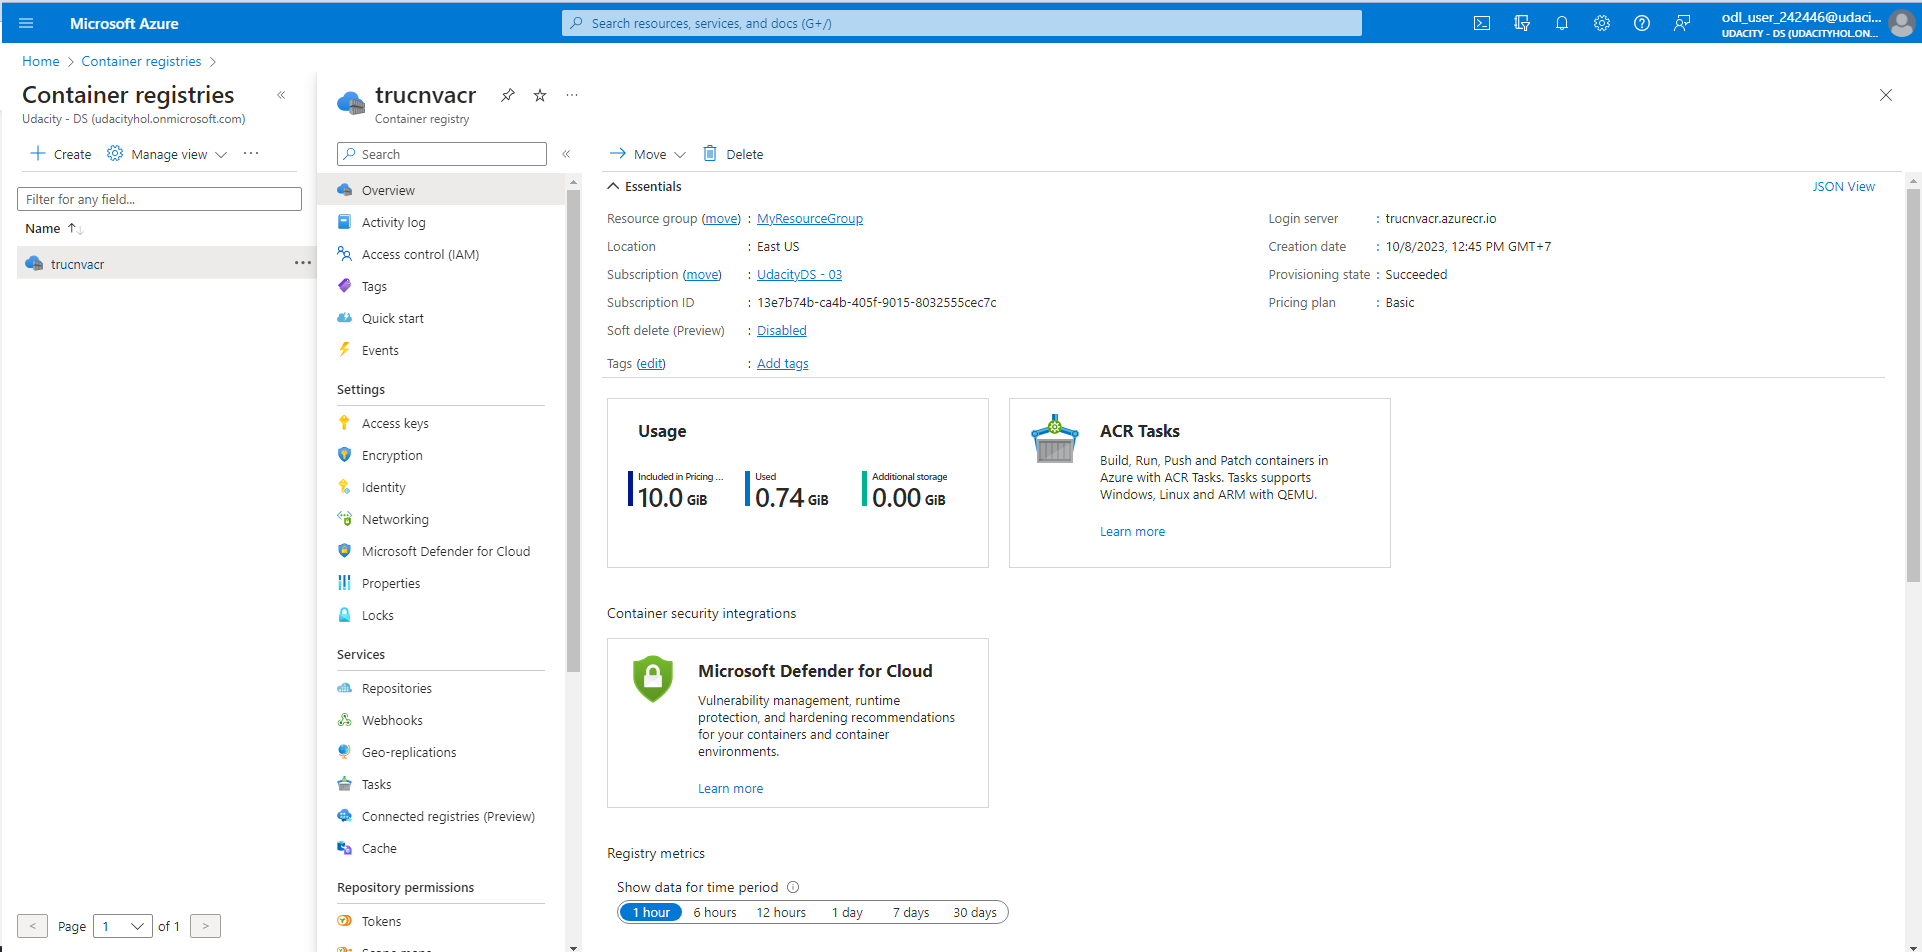 Microsoft Azure
Search resources, services, and docs (G+/)
odl_user_242446@udaci...
UDACITY - DS (UDACITYHOL.ON...
Home > Container registries >
Container registries
Udacity - DS (udacityhol.onmicrosoft.com)
Create
Manage view
Filter for any field...
Name
trucnvacr
< Page 1 of 1 >
trucnvacr
Container registry
Search
Overview
Activity log
Access control (IAM)
Tags
Quick start
Events
Settings
Access keys
Encryption
Identity
Networking
Microsoft Defender for Cloud
Properties
Locks
Services
Repositories
Webhooks
Geo-replications
Tasks
Connected registries (Preview)
Cache
Repository permissions
Tokens
Scope maps
Move
Delete
Essentials
JSON View
Resource group (move) : MyResourceGroup
Location : East US
Subscription (move) : UdacityDS - 03
Subscription ID : 13e7b74b-ca4b-405f-9015-8032555cec7c
Soft delete (Preview) : Disabled
Tags (edit) : Add tags
Login server : trucnvacr.azurecr.io
Creation date : 10/8/2023, 12:45 PM GMT+7
Provisioning state : Succeeded
Pricing plan : Basic
Usage
Included in Pricing ...
10.0 GiB
Used
0.74 GiB
Additional storage
0.00 GiB
ACR Tasks
Build, Run, Push and Patch containers in
Azure with ACR Tasks. Tasks supports
Windows, Linux and ARM with QEMU.
Learn more
Container security integrations
Microsoft Defender for Cloud
Vulnerability management, runtime
protection, and hardening recommendations
for your containers and container
environments.
Learn more
Registry metrics
Show data for time period
1 hour 6 hours 12 hours 1 day 7 days 30 days